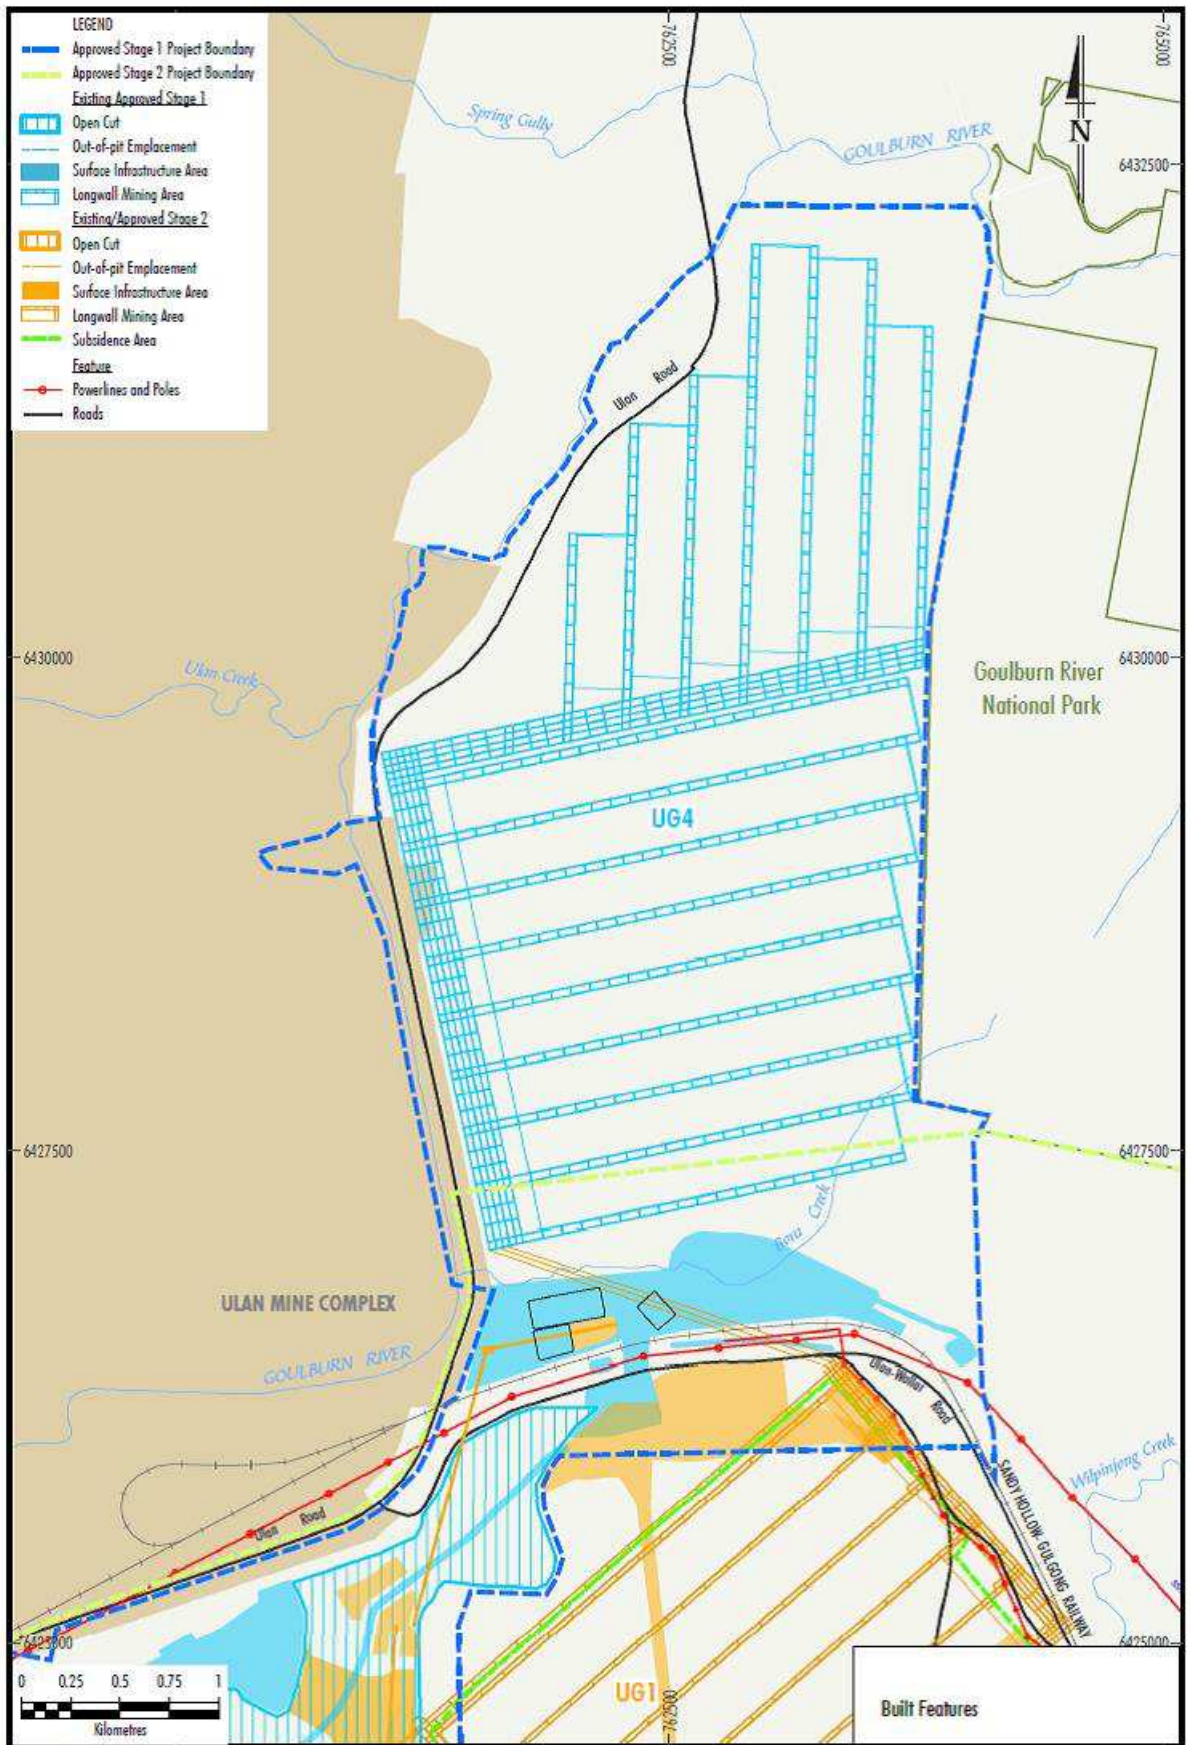 LEGEND
Approved Stage 1 Project Boundary
Approved Stage 2 Project Boundary
Existing Approved Stage 1
Open Cut
Out-of-pit Emplacement
Surface Infrastructure Area
Longwall Mining Area
Existing/Approved Stage 2
Open Cut
Out-of-pit Emplacement
Surface Infrastructure Area
Longwall Mining Area
Subsidence Area
Feature
Powerlines and Poles
Roads
762500
765000
N
Spring Gully
GOULBURN RIVER
6432500
Ulan Road
6430000
6430000
Ulan Creek
Goulburn River
National Park
UG4
6427500
6427500
Bora Creek
ULAN MINE COMPLEX
GOULBURN RIVER
Ulan-Wollar Road
Wilpinjong Creek
SANDY HOLLOW GULGONG RAILWAY
Ulan Road
6425000
6425000
0 0.25 0.5 0.75 1
Kilometres
UG1
762500
Built Features